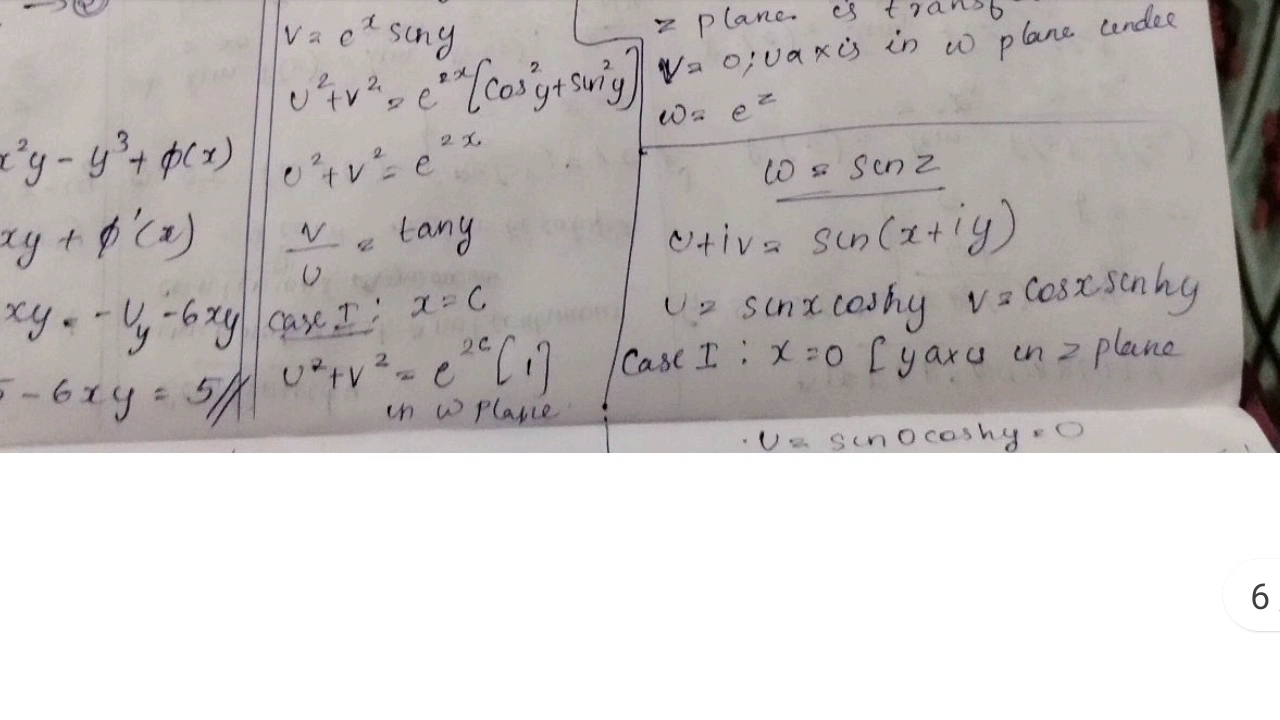 x²y - y³ + φ(x)
xy + φ'(x)
xy = -Uy - 6xy
5 - 6xy = 5//
V = e^x siny
U² + V² = e^2x [cos²y + sin²y]
U² + V² = e^2x
V/U = tany
case I : x = c
U² + V² = e^2c [1]
in w plane
z plane is
V = 0; U axis in w plane under
w = e^z
w = sinz
U + iV = sin(x + iy)
U = sinx coshy V = cosx sinhy
Case I : x = 0 [ y axis in z plane
U = sin0 coshy = 0
6